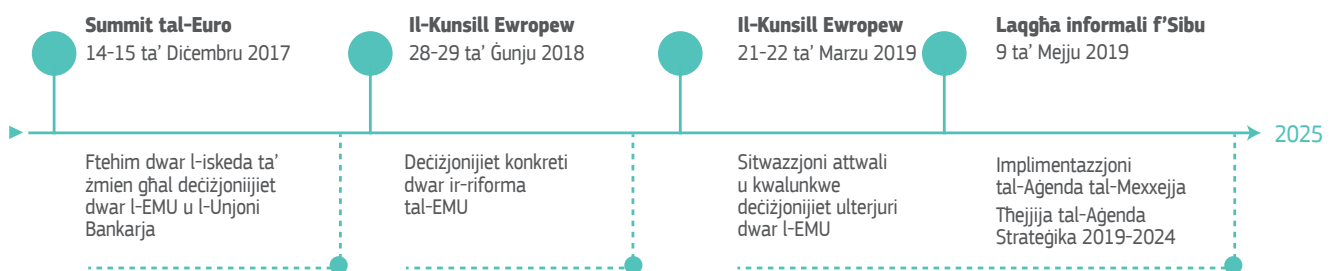 Summit tal-Euro
14-15 ta’ Diċembru 2017
Il-Kunsill Ewropew
28-29 ta’ Ġunju 2018
Il-Kunsill Ewropew
21-22 ta’ Marzu 2019
Laqgħa informali f’Sibu
9 ta’ Mejju 2019
2025
Ftehim dwar l-iskeda ta’
żmien għal deċiżjoniijiet
dwar l-EMU u l-Unjoni
Bankarja
Deċiżjonijiet konkreti
dwar ir-riforma
tal-EMU
Sitwazzjoni attwali
u kwalunkwe
deċiżjonijiet ulterjuri
dwar l-EMU
Implimentazzjoni
tal-Aġenda tal-Mexxejja
Tħejjija tal-Aġenda
Strateġika 2019-2024